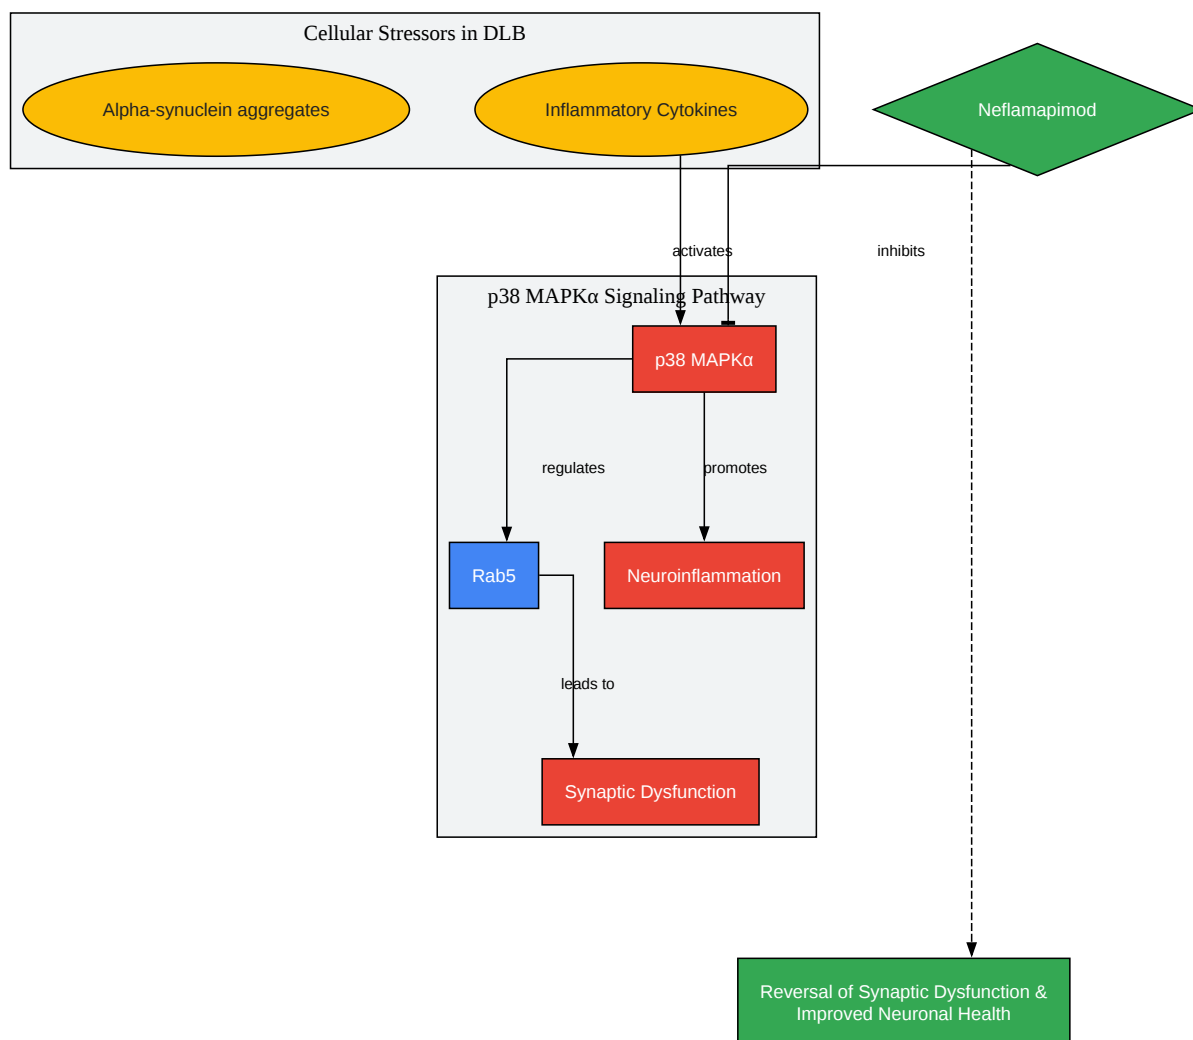 Cellular Stressors in DLB
Alpha-synuclein aggregates
Inflammatory Cytokines
Neflamapimod
activates
inhibits
p38 MAPKα Signaling Pathway
p38 MAPKα
regulates
promotes
Rab5
Neuroinflammation
leads to
Synaptic Dysfunction
Reversal of Synaptic Dysfunction &
Improved Neuronal Health